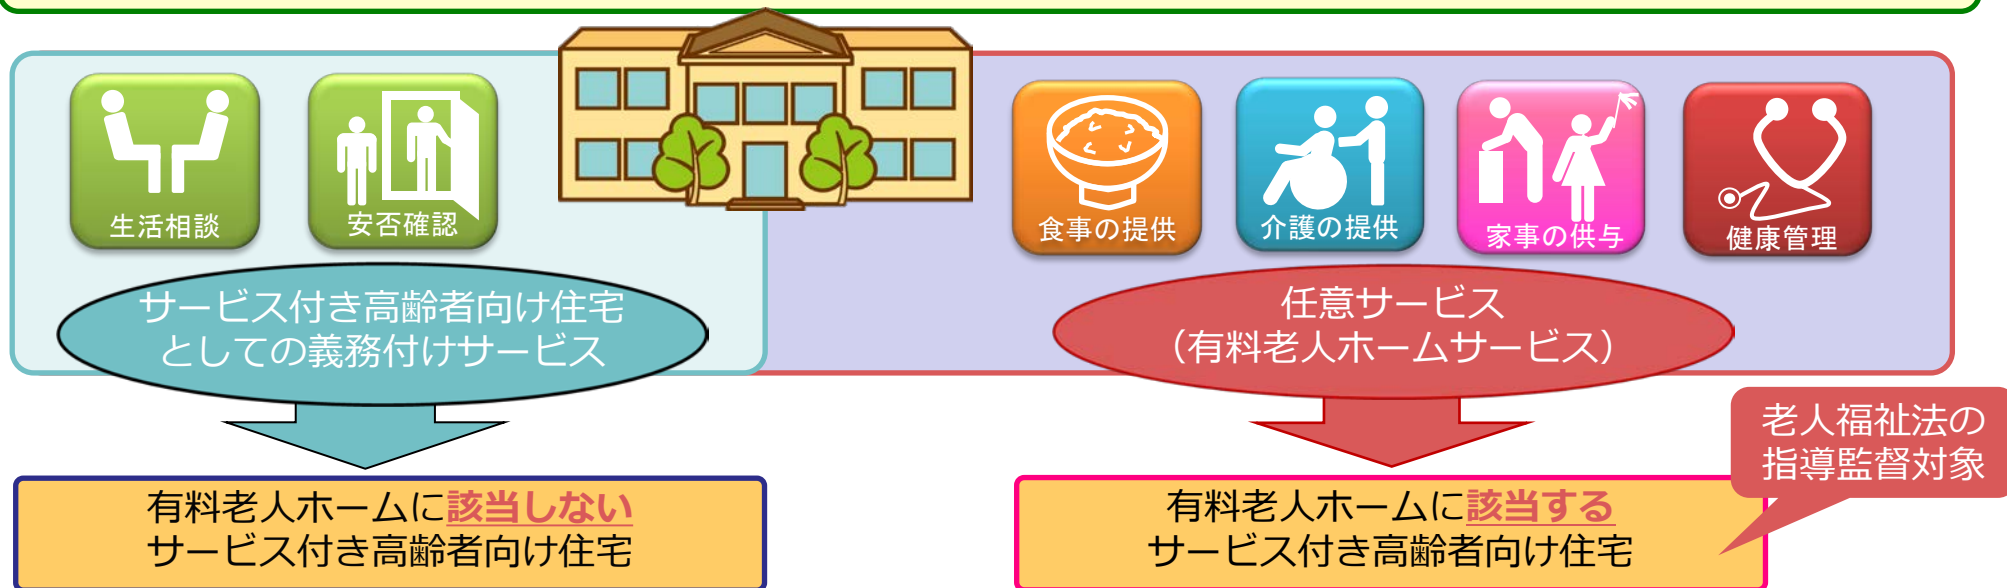 生活相談
安否確認
食事の提供
介護の提供
家事の供与
健康管理
サービス付き高齢者向け住宅
としての義務付けサービス
任意サービス
（有料老人ホームサービス）
老人福祉法の
指導監督対象
有料老人ホームに該当しない
サービス付き高齢者向け住宅
有料老人ホームに該当する
サービス付き高齢者向け住宅